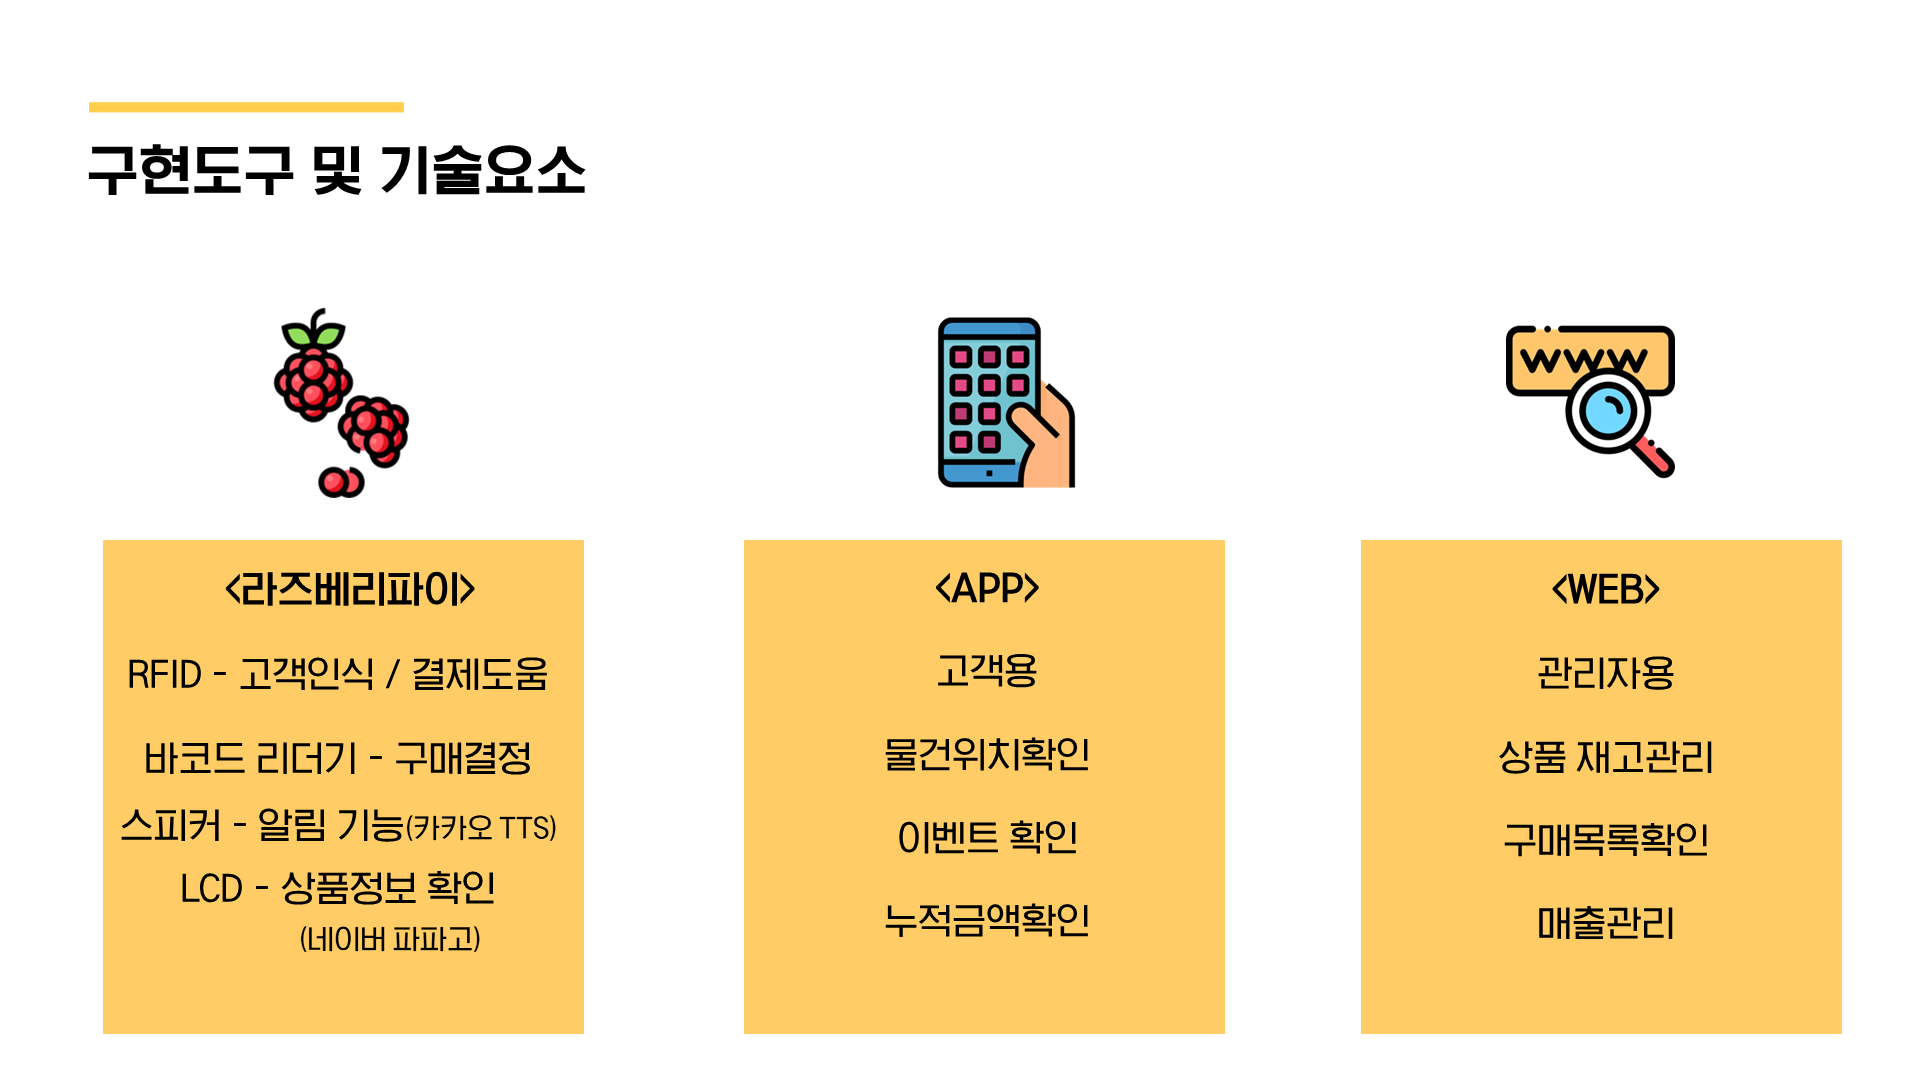 구현도구 및 기술요소
www
<라즈베리파이>
RFID - 고객인식 / 결제도움
바코드 리더기 - 구매결정
스피커 - 알림 기능(카카오 TTS)
LCD - 상품정보 확인
(네이버 파파고)
<APP>
고객용
물건위치확인
이벤트 확인
누적금액확인
<WEB>
관리자용
상품 재고관리
구매목록확인
매출관리